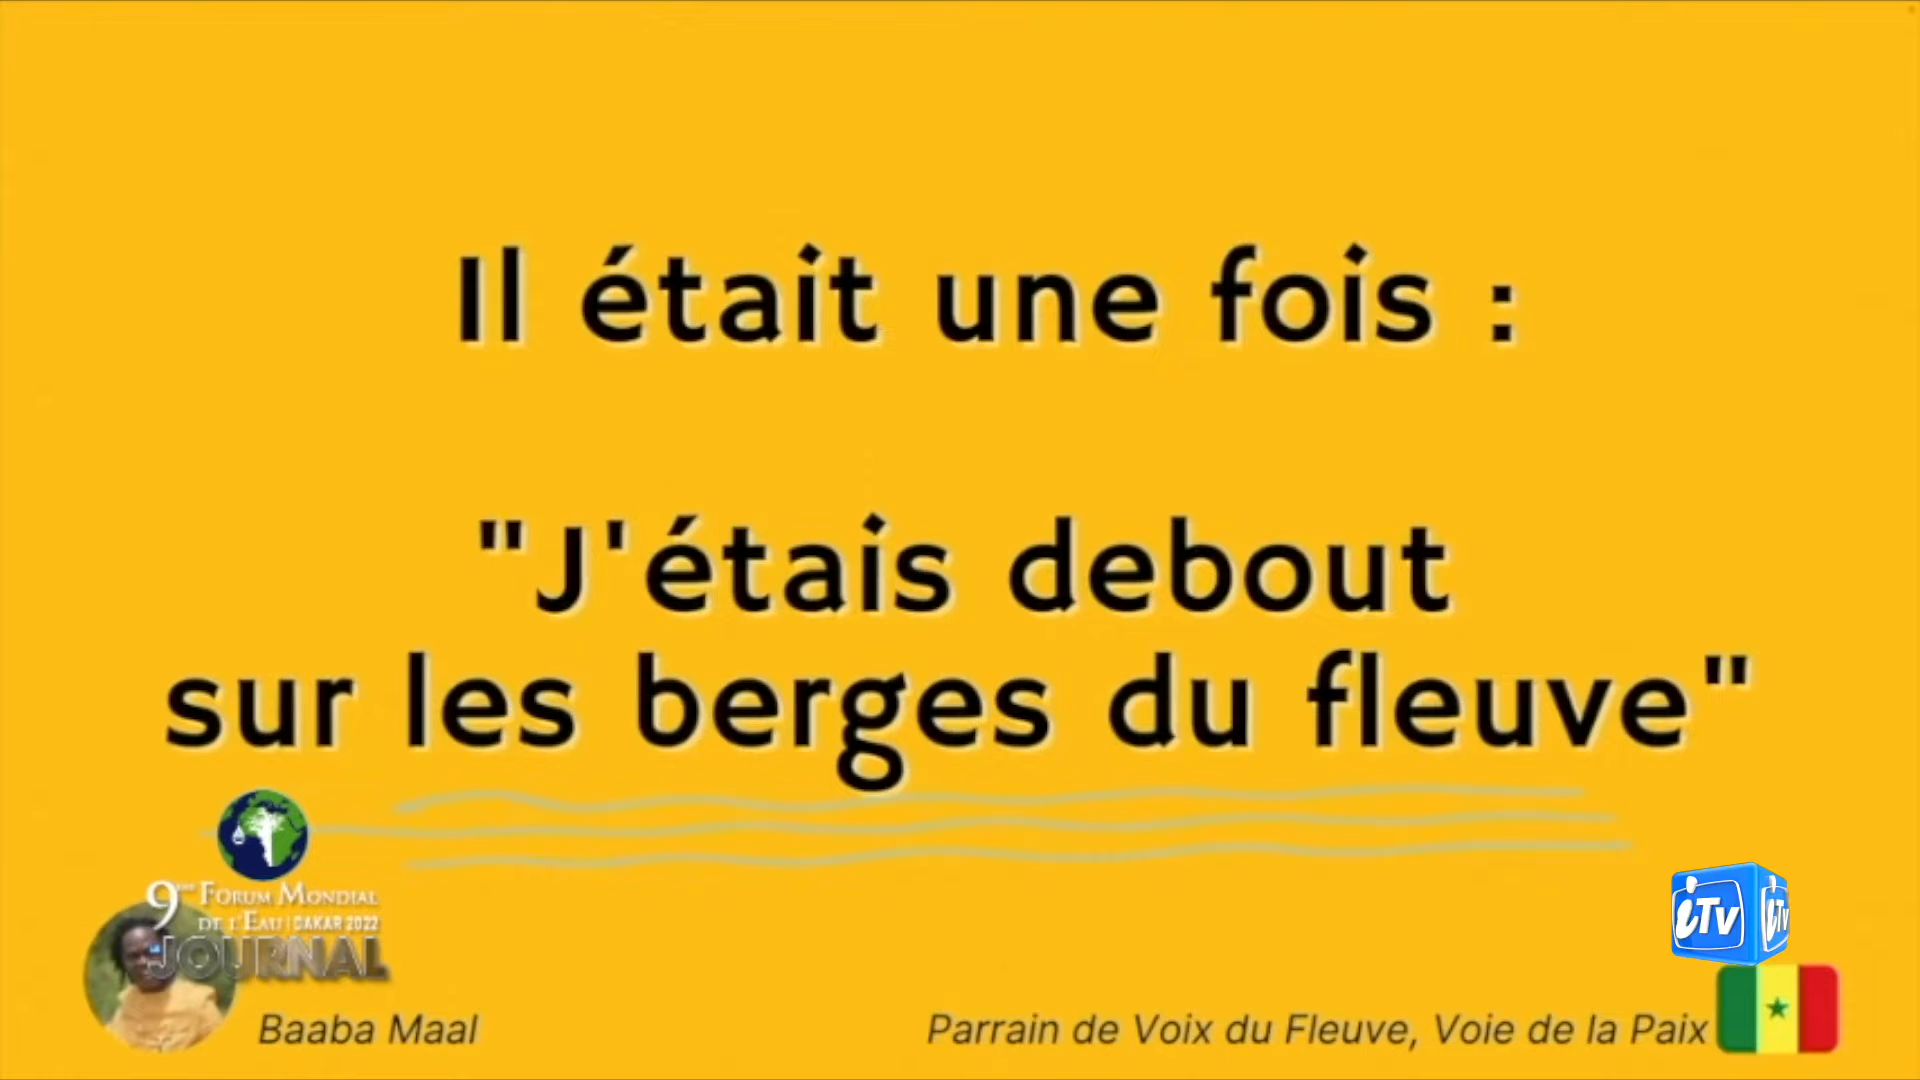 Il était une fois :
"J'étais debout
sur les berges du fleuve"
9ème FORUM MONDIAL
DE L'EAU | DAKAR 2022
JOURNAL
iTv iTv
Baaba Maal
Parrain de Voix du Fleuve, Voie de la Paix